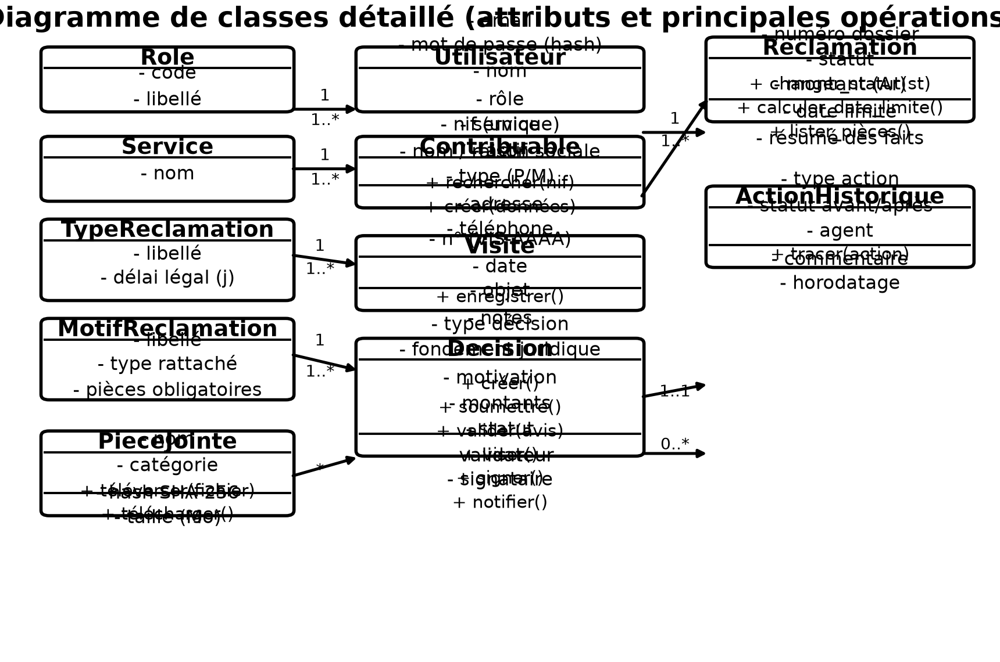 Diagramme de classes détaillé (attributs et principales opérations
Role
- code
- libellé
Service
- nom
TypeReclamation
- libellé
- délai légal (j)
MotifReclamation
- libellé
- type rattaché
- pièces obligatoires
PieceJointe
- nom
- catégorie
- hash SHA-256
- taille (Mo)
+ téléverser(fichier)
+ télécharger()
1
1..*
1
1..*
1
1..*
1
1..*
*
- email
- mot de passe (hash)
Utilisateur
- nom
- rôle
- service
- actif
- nif (unique)
Contribuable
- nom / raison sociale
- type (P/M)
- adresse
- téléphone
+ rechercher(nif)
+ créer(données)
- n° (VIS-AAAA)
Visite
- date
- objet
- notes
+ enregistrer()
- type décision
Decision
- fondement juridique
- motivation
- montants
- statut
- validateur
- signataire
+ créer()
+ soumettre()
+ valider(avis)
+ viser()
+ signer()
+ notifier()
1
1..*
1..1
0..*
- numéro dossier
Reclamation
- statut
- montant (Ar)
- date limite
- résumé des faits
+ changer_statut(st)
+ calculer_date_limite()
+ lister_pièces()
- type action
ActionHistorique
- statut avant/après
- agent
- commentaire
- horodatage
+ tracer(action)